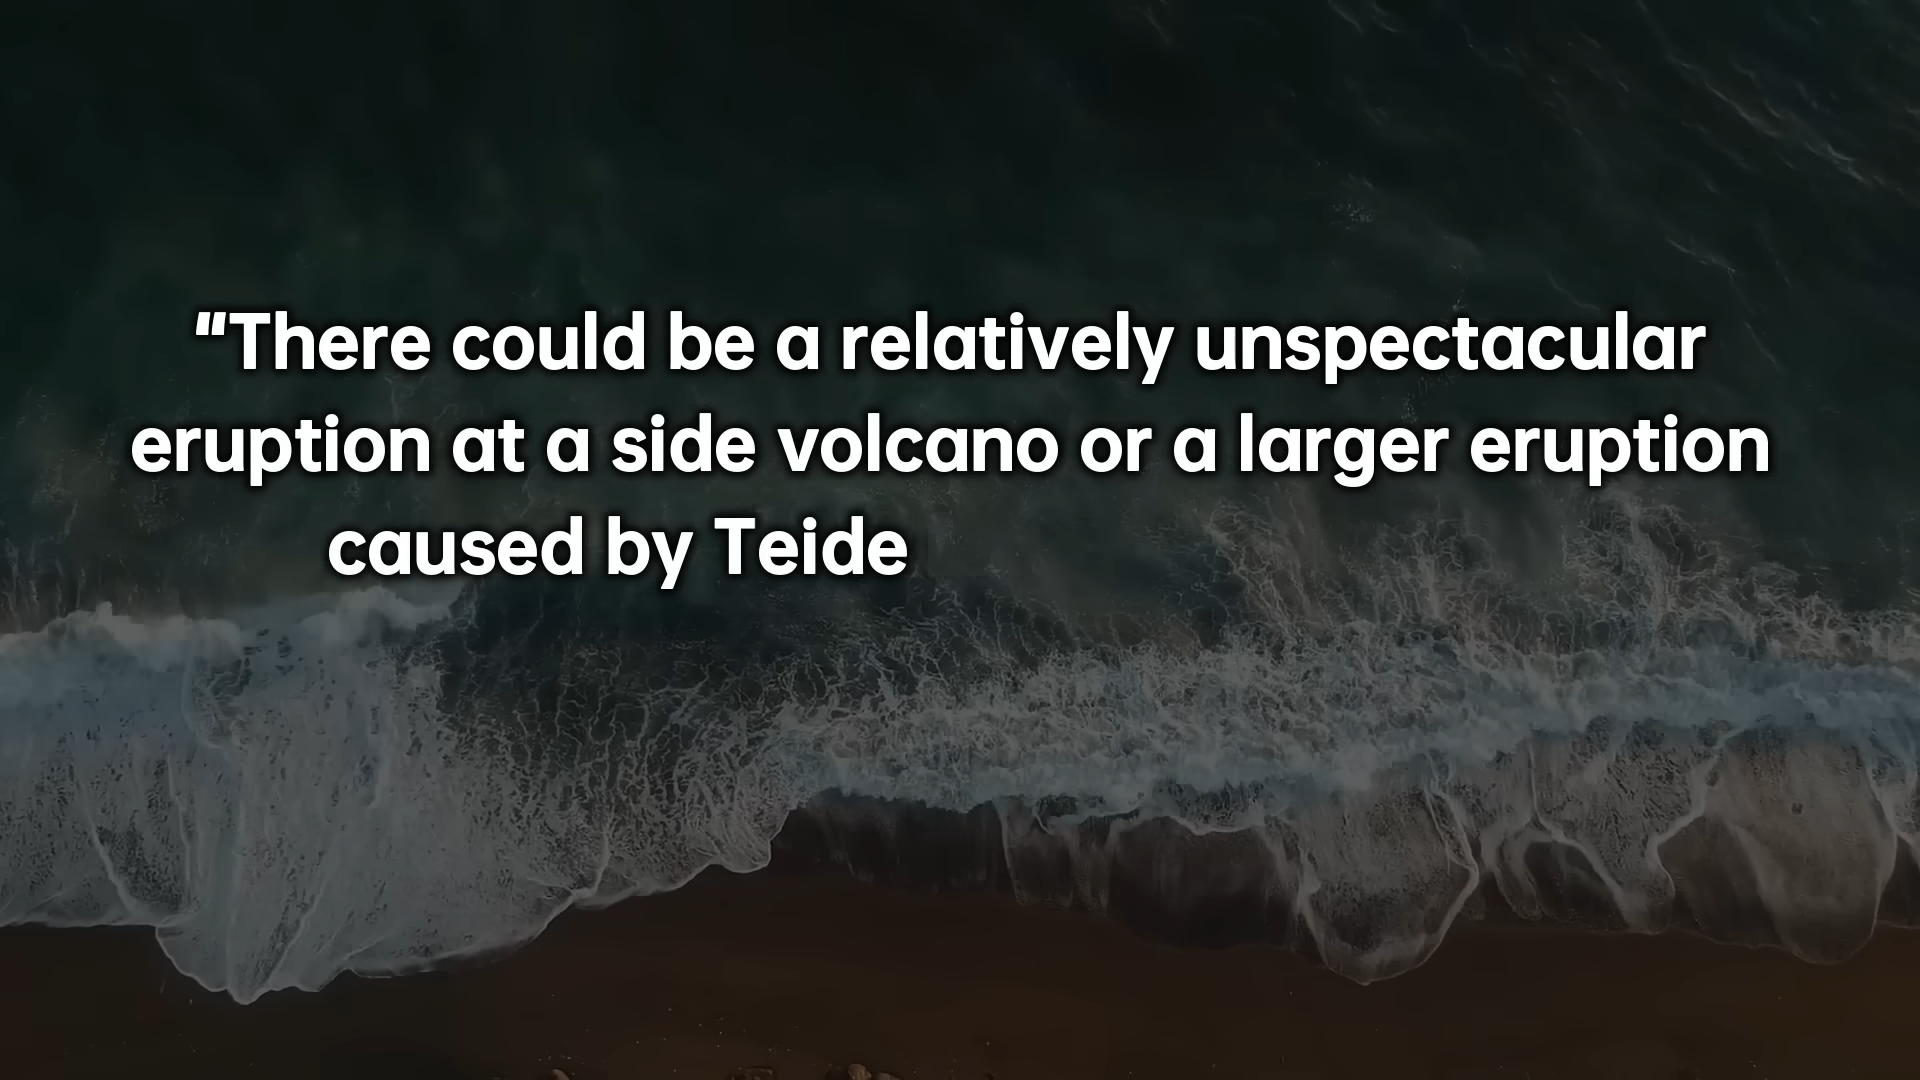 “There could be a relatively unspectacular
eruption at a side volcano or a larger eruption
caused by Teide